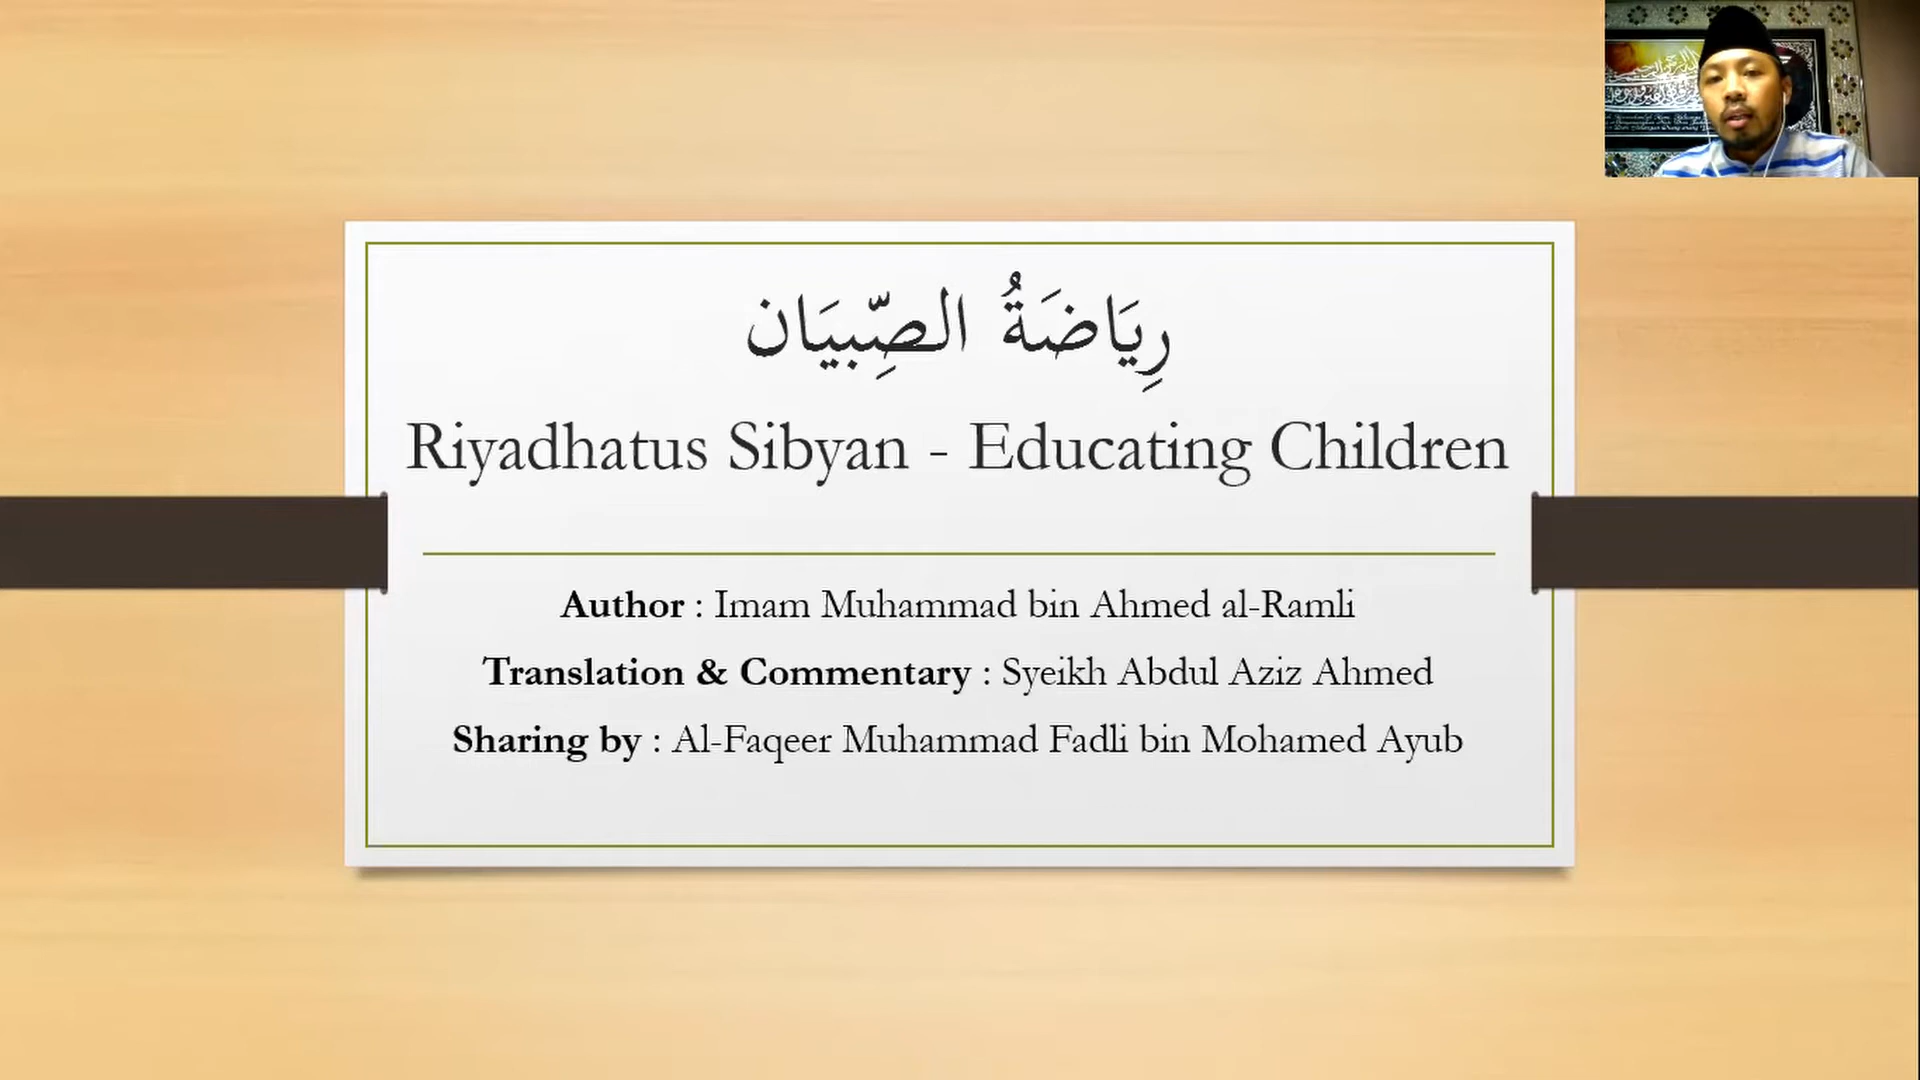 رِيَاضَةُ الصِّبيَان
Riyadhatus Sibyan - Educating Children
Author : Imam Muhammad bin Ahmed al-Ramli
Translation & Commentary : Syeikh Abdul Aziz Ahmed
Sharing by : Al-Faqeer Muhammad Fadli bin Mohamed Ayub